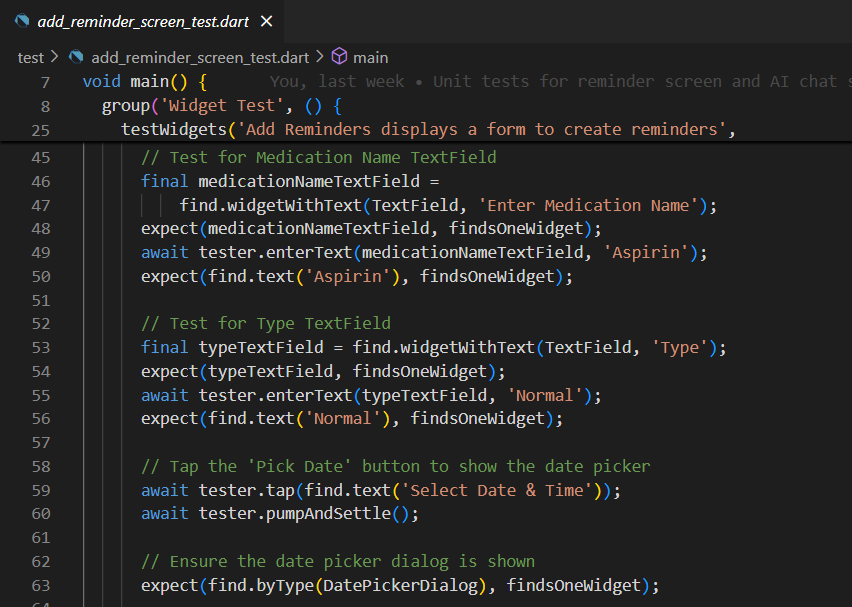 add_reminder_screen_test.dart ×
test > add_reminder_screen_test.dart > main
7 void main() { You, last week • Unit tests for reminder screen and AI chat s
8 group('Widget Test', () {
25 testWidgets('Add Reminders displays a form to create reminders',
45 // Test for Medication Name TextField
46 final medicationNameTextField =
47 find.widgetWithText(TextField, 'Enter Medication Name');
48 expect(medicationNameTextField, findsOneWidget);
49 await tester.enterText(medicationNameTextField, 'Aspirin');
50 expect(find.text('Aspirin'), findsOneWidget);
51
52 // Test for Type TextField
53 final typeTextField = find.widgetWithText(TextField, 'Type');
54 expect(typeTextField, findsOneWidget);
55 await tester.enterText(typeTextField, 'Normal');
56 expect(find.text('Normal'), findsOneWidget);
57
58 // Tap the 'Pick Date' button to show the date picker
59 await tester.tap(find.text('Select Date & Time'));
60 await tester.pumpAndSettle();
61
62 // Ensure the date picker dialog is shown
63 expect(find.byType(DatePickerDialog), findsOneWidget);